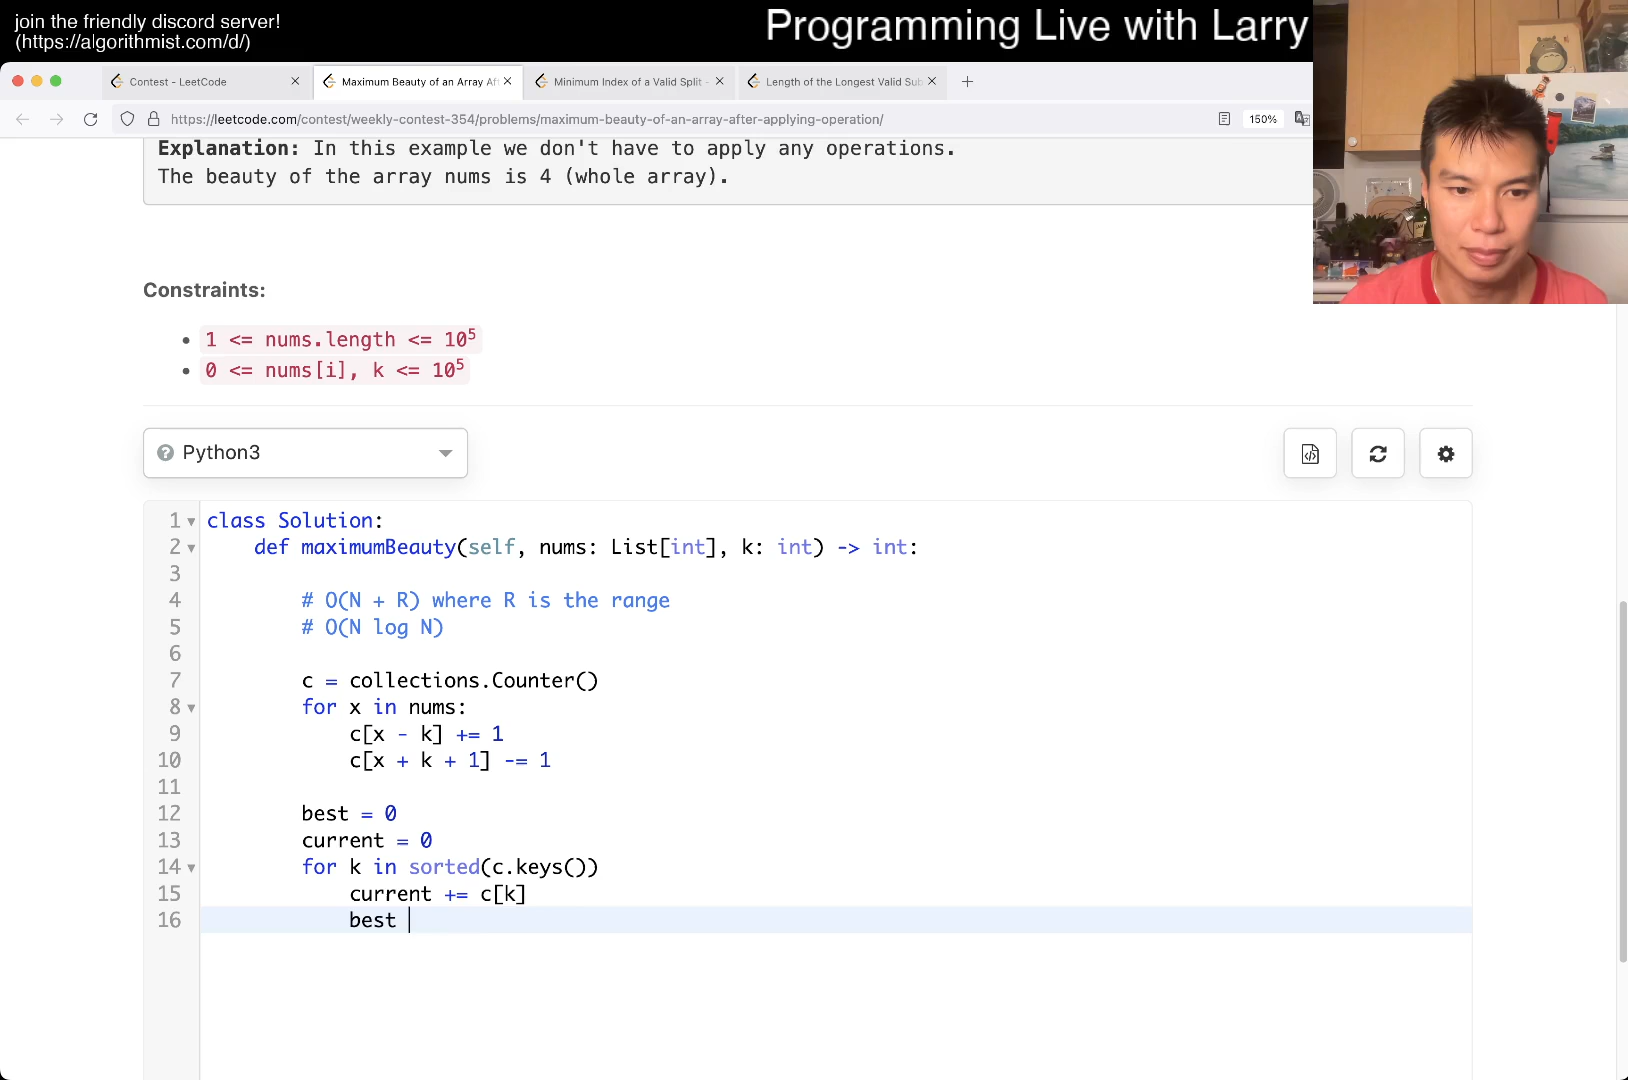 join the friendly discord server!
(https://algorithmist.com/d/)
Programming Live with Larry
Contest - LeetCode
Maximum Beauty of an Array Aft
Minimum Index of a Valid Split -
Length of the Longest Valid Sub
https://leetcode.com/contest/weekly-contest-354/problems/maximum-beauty-of-an-array-after-applying-operation/
150%
Explanation: In this example we don't have to apply any operations.
The beauty of the array nums is 4 (whole array).
Constraints:
• 1 <= nums.length <= 10⁵
• 0 <= nums[i], k <= 10⁵
Python3
1 class Solution:
2 def maximumBeauty(self, nums: List[int], k: int) -> int:
3
4 # O(N + R) where R is the range
5 # O(N log N)
6
7 c = collections.Counter()
8 for x in nums:
9 c[x - k] += 1
10 c[x + k + 1] -= 1
11
12 best = 0
13 current = 0
14 for k in sorted(c.keys())
15 current += c[k]
16 best